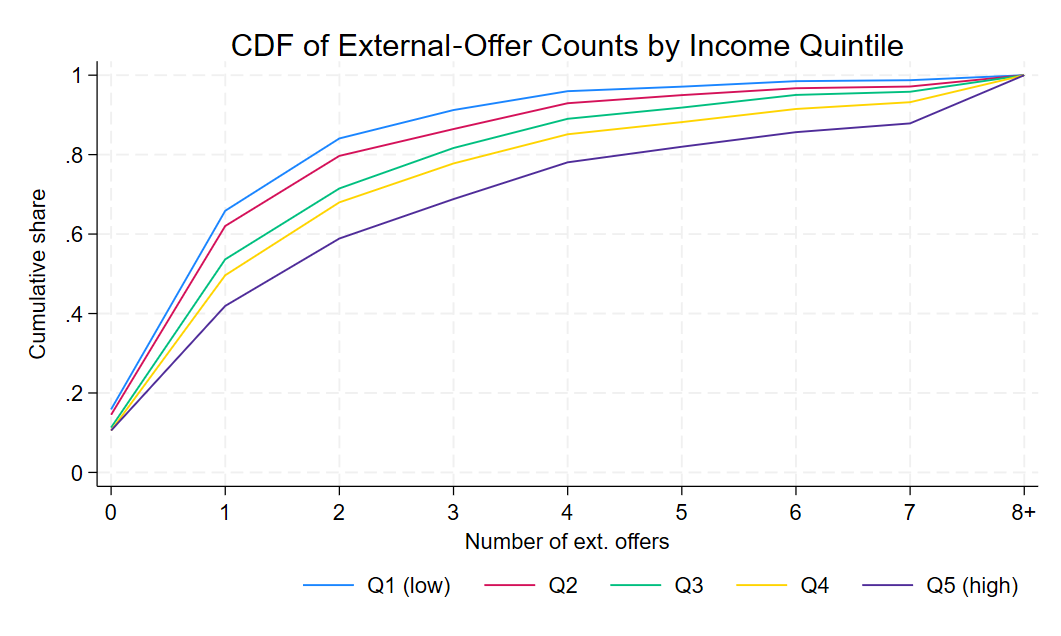 CDF of External-Offer Counts by Income Quintile
Cumulative share
1
.8
.6
.4
.2
0
0 1 2 3 4 5 6 7 8+
Number of ext. offers
Q1 (low) Q2 Q3 Q4 Q5 (high)